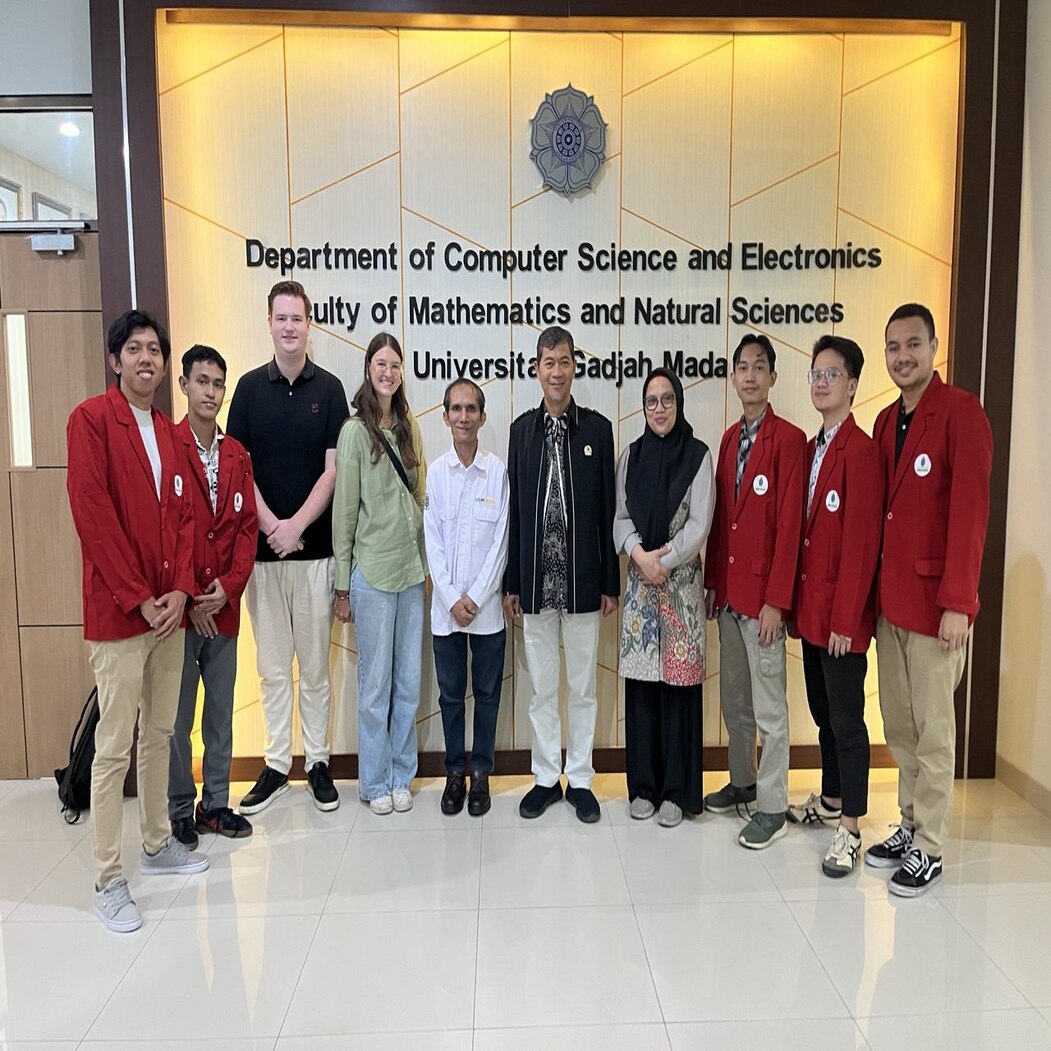 Department of Computer Science and Electronics
culty of Mathematics and Natural Sciences
Universita Gadjah Mada